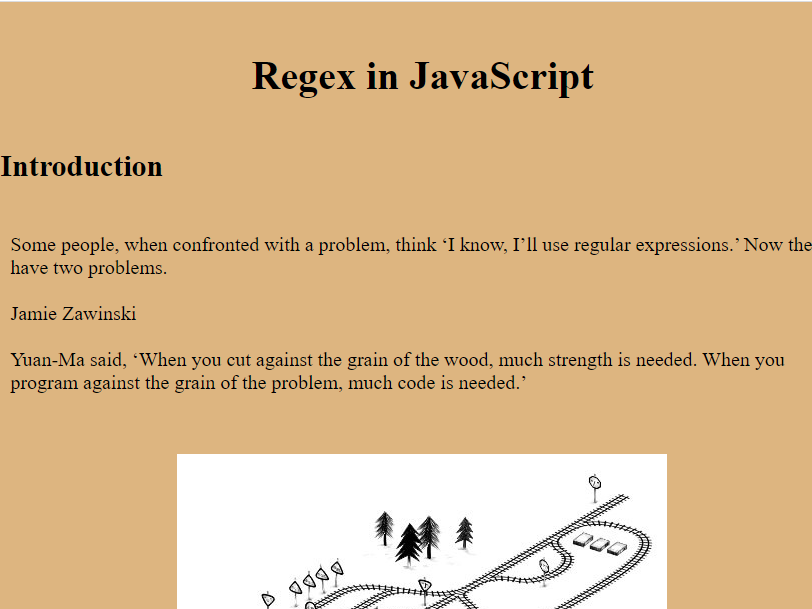 Regex in JavaScript
Introduction
Some people, when confronted with a problem, think ‘I know, I’ll use regular expressions.’ Now the
have two problems.
Jamie Zawinski
Yuan-Ma said, ‘When you cut against the grain of the wood, much strength is needed. When you
program against the grain of the problem, much code is needed.’